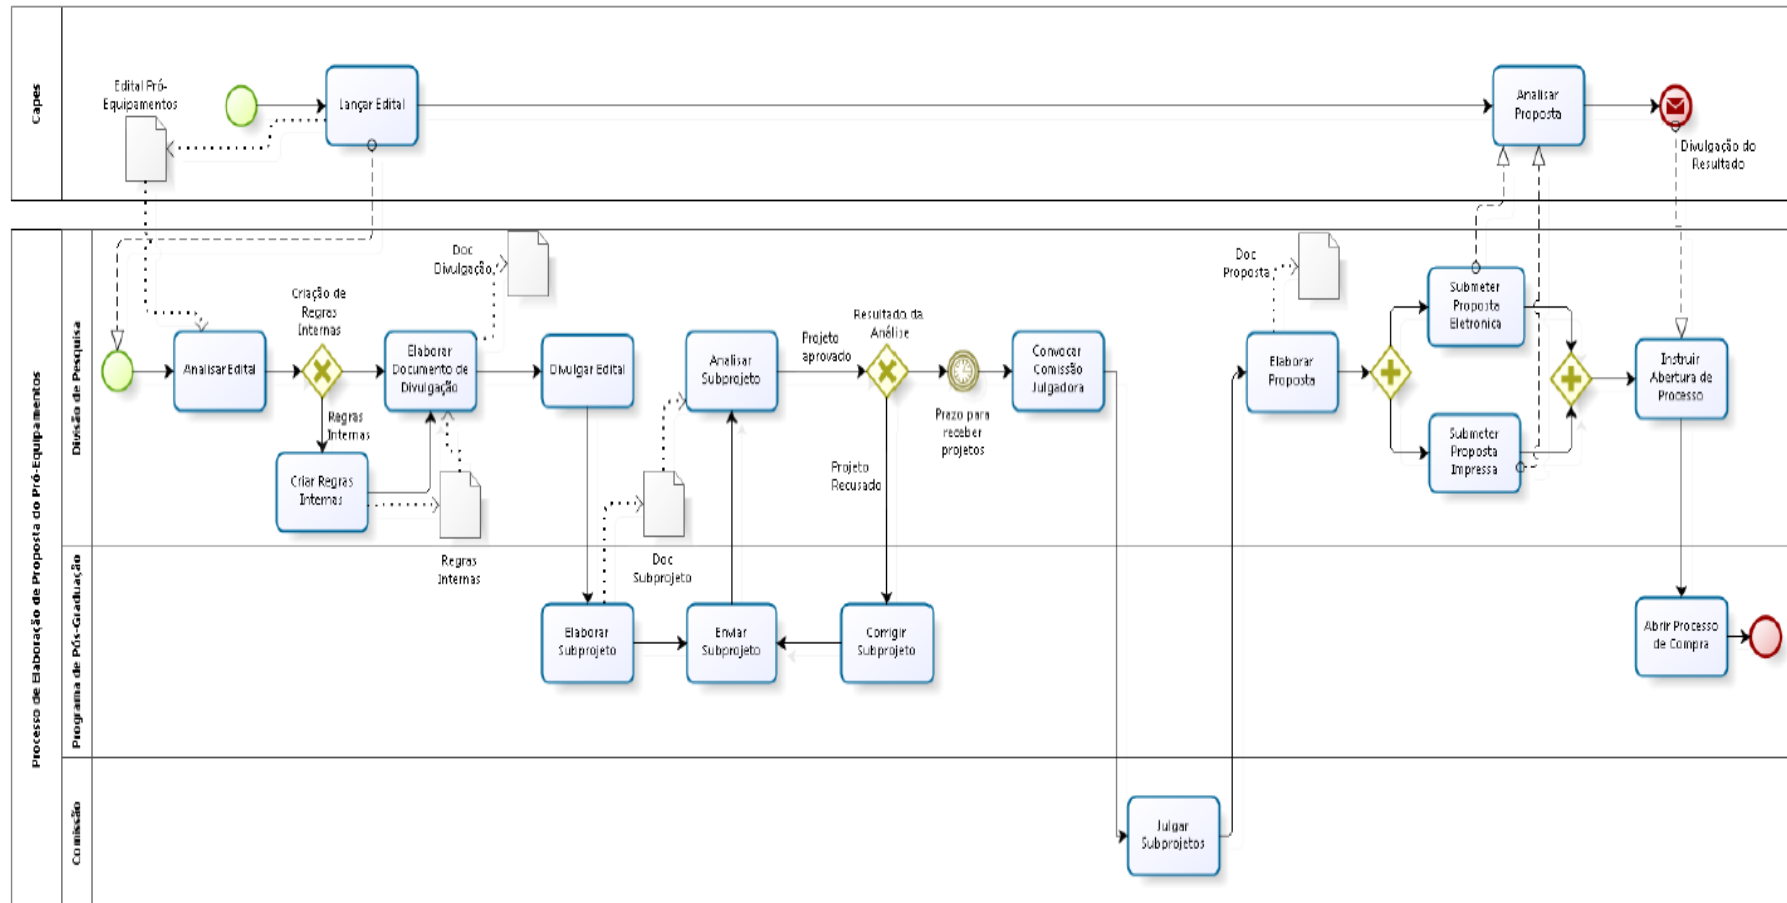 Capes
Edital Pró-
Equipamentos
Lançar Edital
Analisar
Proposta
Divulgação do
Resultado
Processo de Elaboração de Proposta do Pró-Equipamentos
Divisão de Pesquisa
Analisar Edital
Criação de
Regras
Internas
Regras
Internas
Criar Regras
Internas
Elaborar
Documento de
Divulgação
Regras
Internas
Doc
Divulgação
Divulgar Edital
Doc
Subprojeto
Analisar
Subprojeto
Projeto
aprovado
Resultado da
Análise
Projeto
Recusado
Prazo para
receber
projetos
Convocar
Comissão
Julgadora
Doc
Proposta
Elaborar
Proposta
Submeter
Proposta
Eletronica
Submeter
Proposta
Impressa
Instruir
Abertura de
Processo
Programa de Pós-Graduação
Elaborar
Subprojeto
Enviar
Subprojeto
Corrigir
Subprojeto
Abrir Processo
de Compra
Comissão
Julgar
Subprojetos